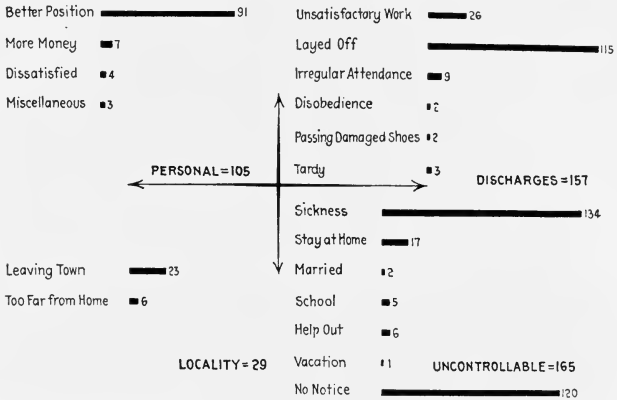 Better Position 91
More Money 7
Dissatisfied 4
Miscellaneous 3
PERSONAL=105
Unsatisfactory Work 26
Layed Off 115
Irregular Attendance 9
Disobedience 2
Passing Damaged Shoes 2
Tardy 3
DISCHARGES=157
Leaving Town 23
Too Far from Home 6
LOCALITY=29
Sickness 134
Stay at Home 17
Married 2
School 5
Help Out 6
Vacation 1
UNCONTROLLABLE=165
No Notice 120